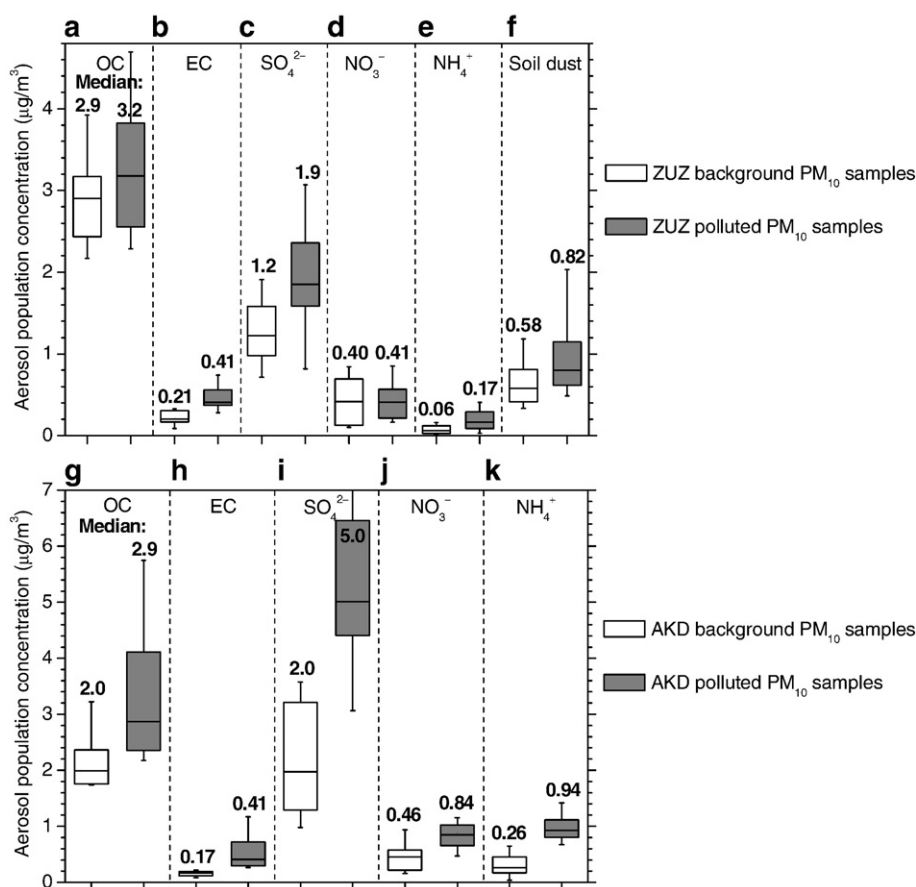 a b c d e f
OC EC SO₄²⁻ NO₃⁻ NH₄⁺ Soil dust
Median:
2.9 3.2 0.21 0.41 1.2 1.9 0.40 0.41 0.06 0.17 0.58 0.82
Aerosol population concentration (μg/m³)
4
3
2
1
0
ZUZ background PM₁₀ samples
ZUZ polluted PM₁₀ samples
g h i j k
OC EC SO₄²⁻ NO₃⁻ NH₄⁺
Median:
2.0 2.9 0.17 0.41 2.0 5.0 0.46 0.84 0.26 0.94
Aerosol population concentration (μg/m³)
7
6
5
4
3
2
1
0
AKD background PM₁₀ samples
AKD polluted PM₁₀ samples